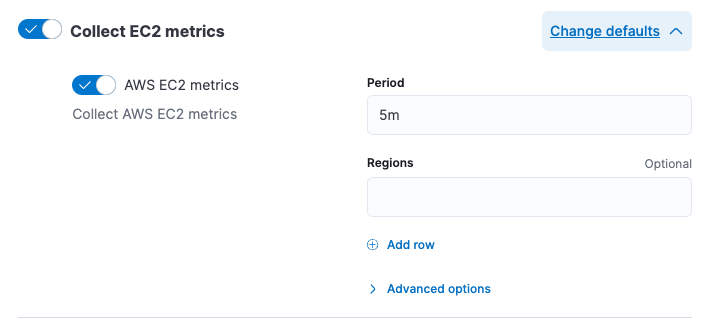 Collect EC2 metrics
Change defaults
AWS EC2 metrics
Collect AWS EC2 metrics
Period
5m
Regions
Optional
Add row
Advanced options